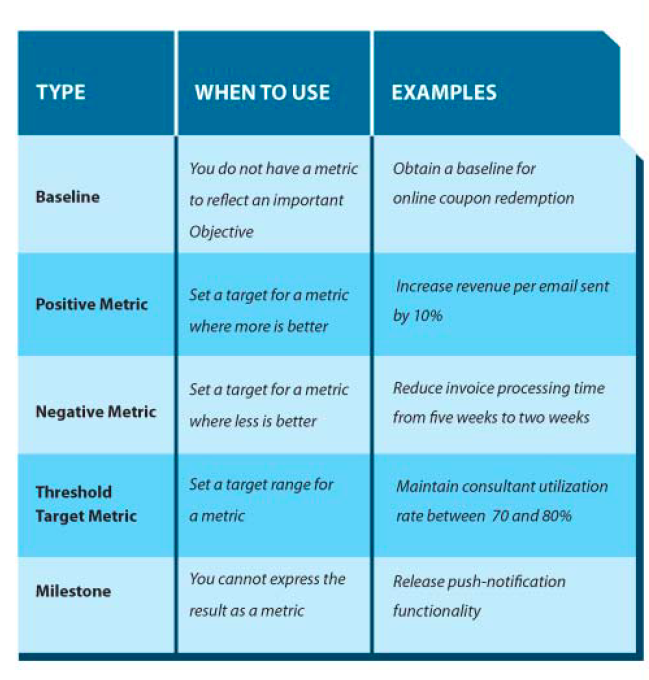 TYPE
WHEN TO USE
EXAMPLES
Baseline
You do not have a metric
to reflect an important
Objective
Obtain a baseline for
online coupon redemption
Positive Metric
Set a target for a metric
where more is better
Increase revenue per email sent
by 10%
Negative Metric
Set a target for a metric
where less is better
Reduce invoice processing time
from five weeks to two weeks
Threshold
Target Metric
Set a target range for
a metric
Maintain consultant utilization
rate between 70 and 80%
Milestone
You cannot express the
result as a metric
Release push-notification
functionality